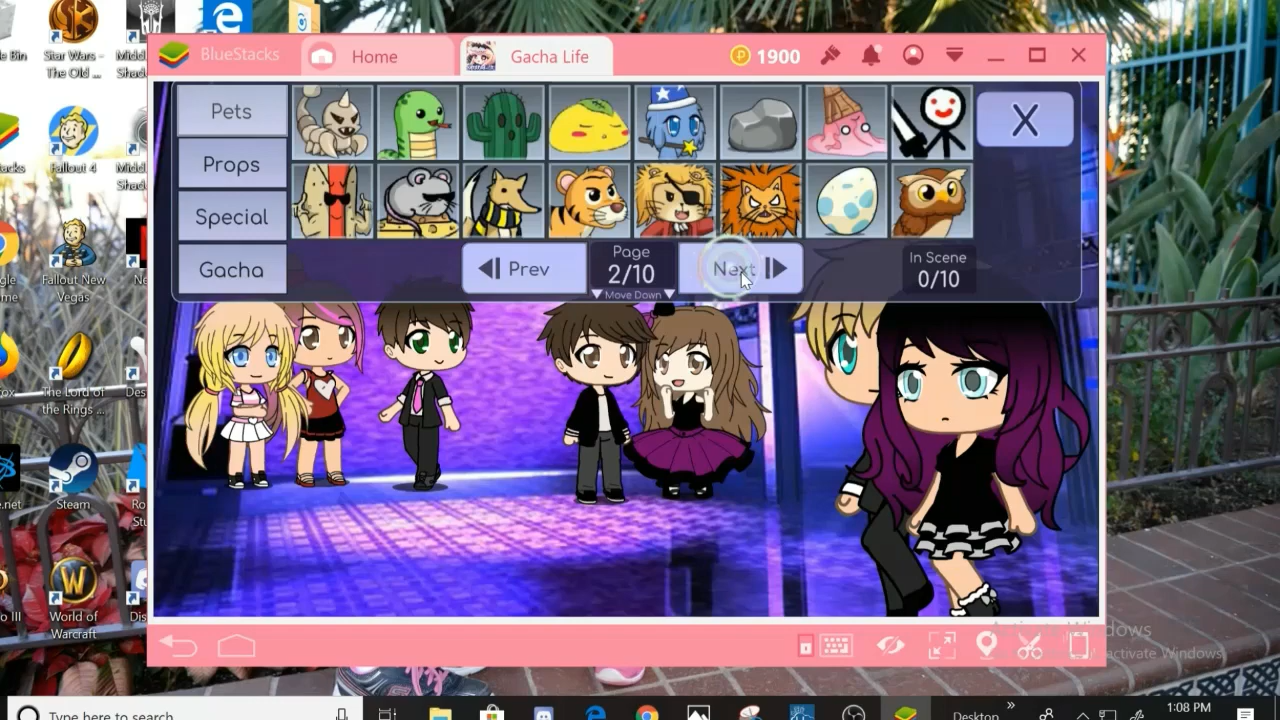 BlueStacks
Home
Gacha Life
1900
Pets
Props
Special
Gacha
Prev
Page
2/10
Move Down
Next
In Scene
0/10
X
Star Wars -
The Old ...
Fallout 4
Fallout New
Vegas
The Lord of
the Rings ...
Steam
World of
Warcraft
Type here to search
Desktop
1:08 PM